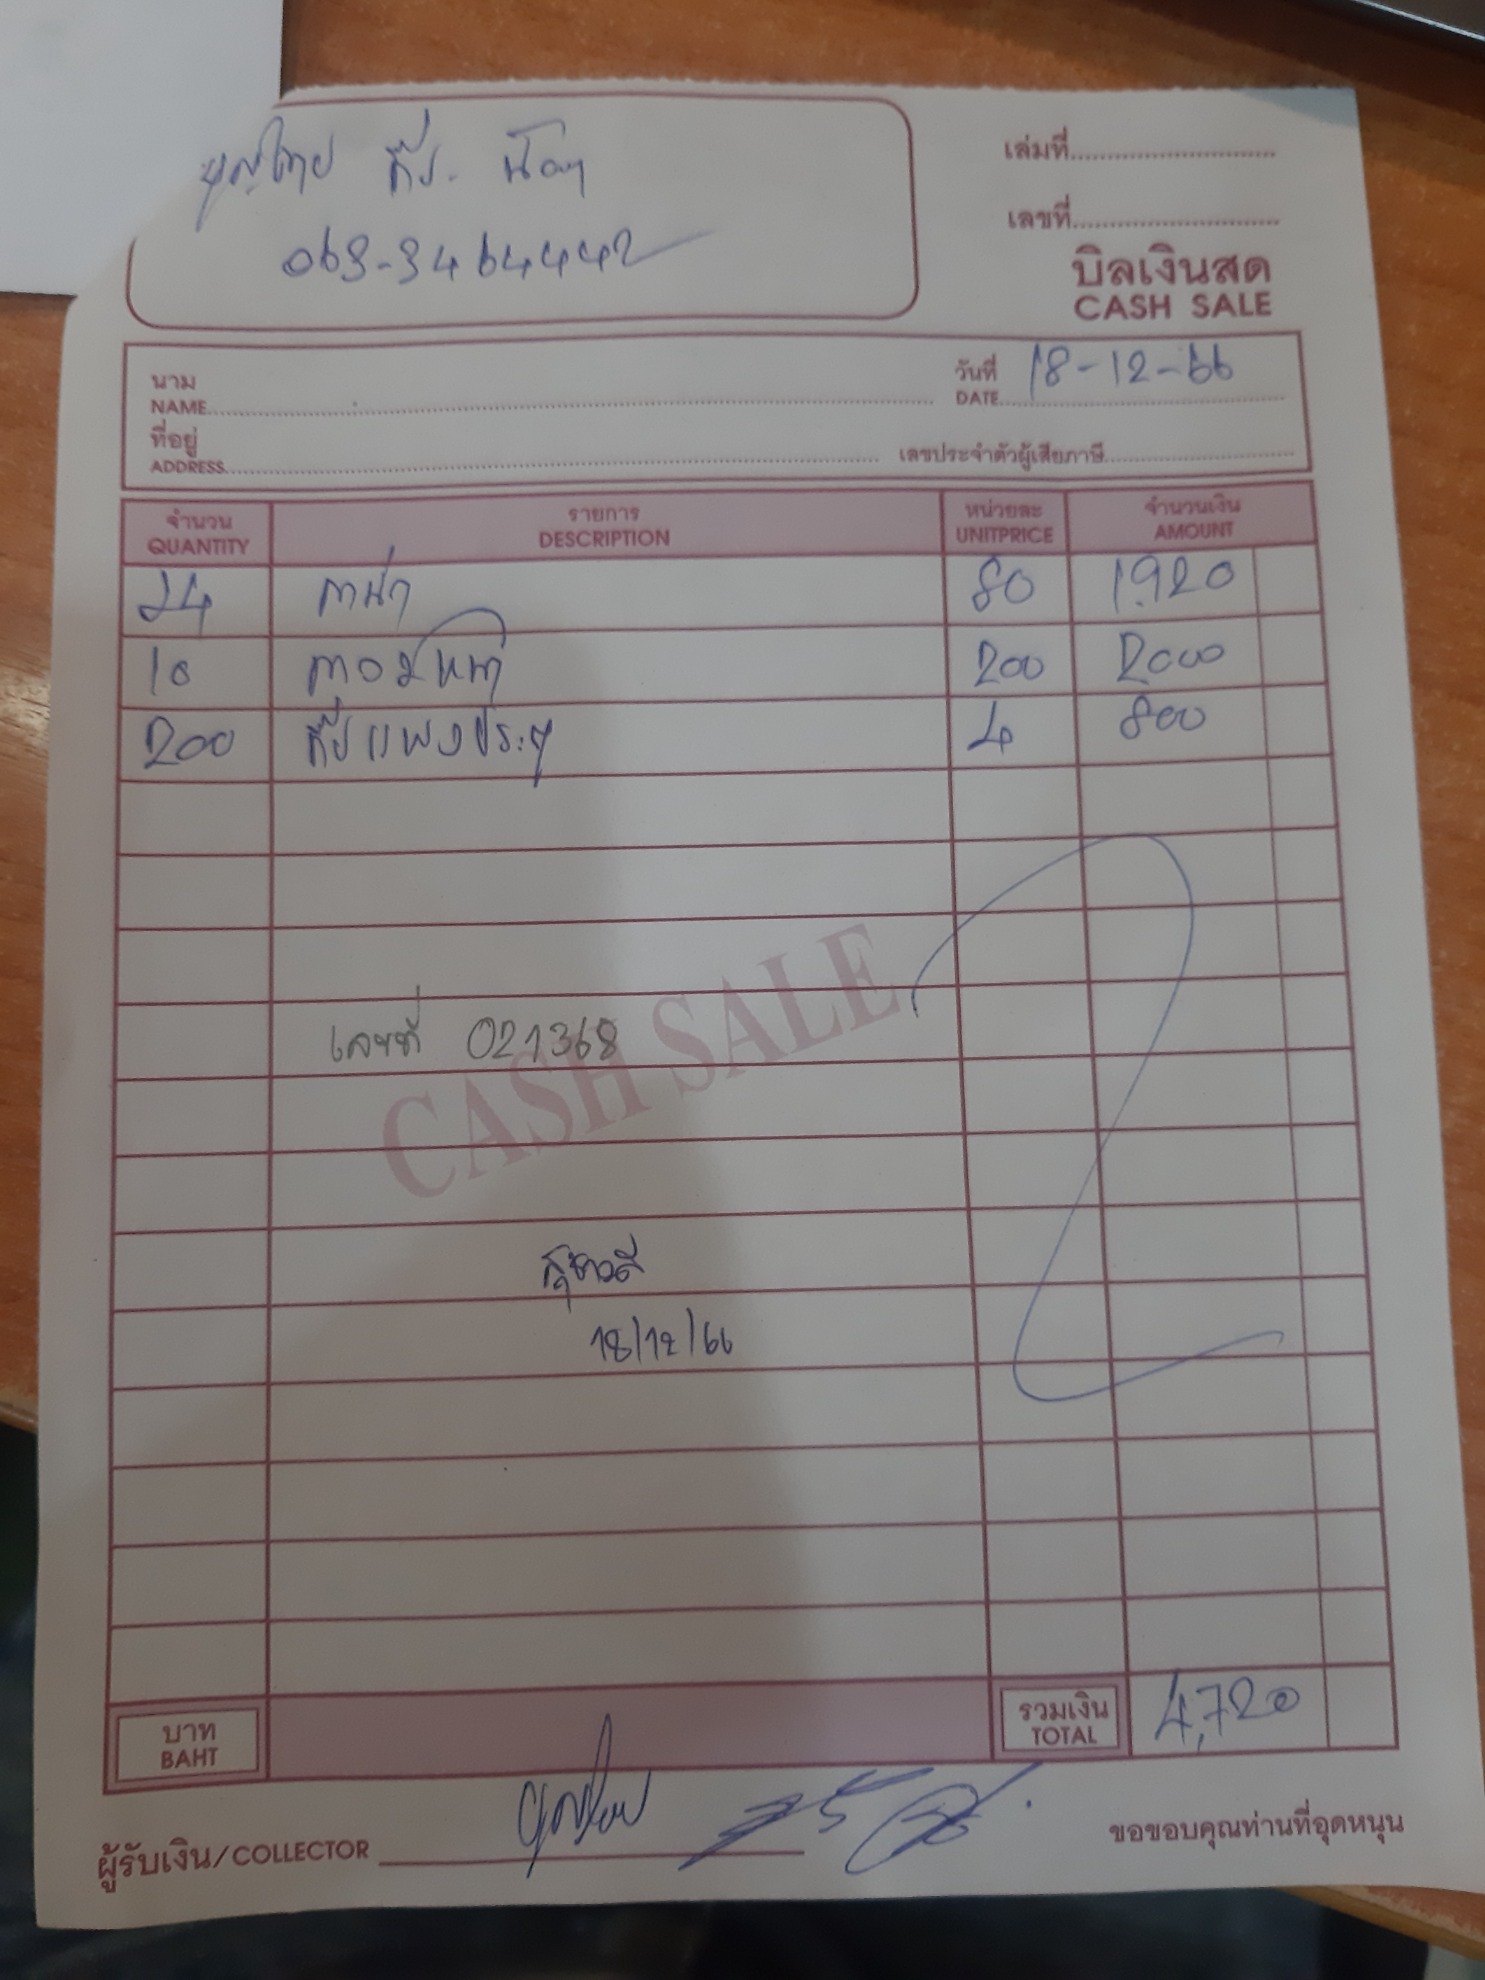 063-3464442
เล่มที่
เลขที่
บิลเงินสด
CASH SALE
นาม
NAME
วันที่ 18-12-66
DATE
ที่อยู่
ADDRESS
เลขประจำตัวผู้เสียภาษี
จำนวน รายการ หน่วยละ จำนวนเงิน
QUANTITY DESCRIPTION UNITPRICE AMOUNT
24 80 1,920
10 200 2000
200 4 800
CASH SALE
เลขที่ 021368
18/12/66
บาท
BAHT
รวมเงิน
TOTAL
4,720
ผู้รับเงิน/COLLECTOR
ขอขอบคุณท่านที่อุดหนุน